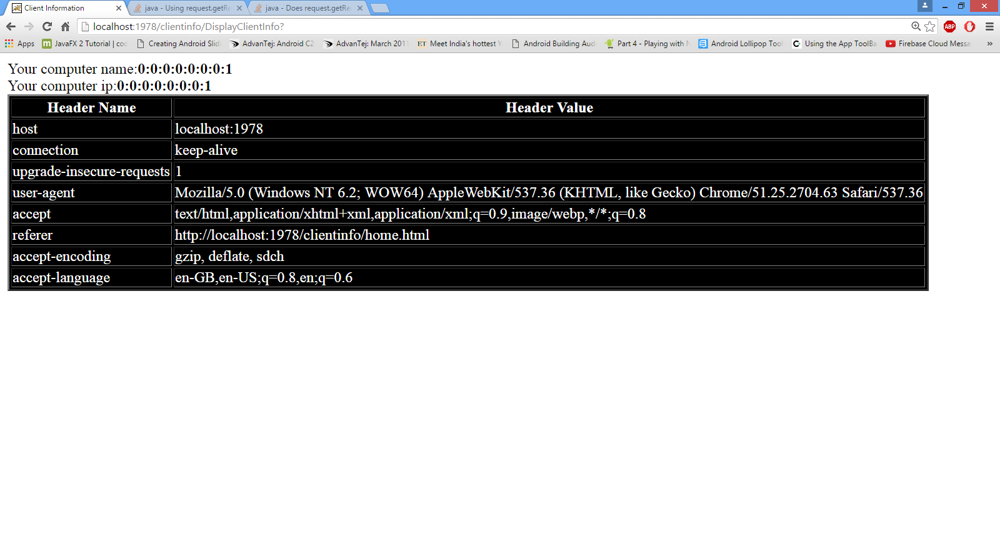 Client Information
java - Using request.getRe
java - Does request.getRe
localhost:1978/clientinfo/DisplayClientInfo?
ABP
Apps
m JavaFX 2 Tutorial | coc
Creating Android Slidi
AdvanTej: Android C2
AdvanTej: March 2011
ET Meet India's hottest Y
Android Building Aud
Part 4 - Playing with N
Android Lollipop Tool
C Using the App ToolBa
Firebase Cloud Messa
»
Your computer name:0:0:0:0:0:0:0:1
Your computer ip:0:0:0:0:0:0:0:1
Header Name Header Value
host localhost:1978
connection keep-alive
upgrade-insecure-requests 1
user-agent Mozilla/5.0 (Windows NT 6.2; WOW64) AppleWebKit/537.36 (KHTML, like Gecko) Chrome/51.25.2704.63 Safari/537.36
accept text/html,application/xhtml+xml,application/xml;q=0.9,image/webp,*/*;q=0.8
referer http://localhost:1978/clientinfo/home.html
accept-encoding gzip, deflate, sdch
accept-language en-GB,en-US;q=0.8,en;q=0.6